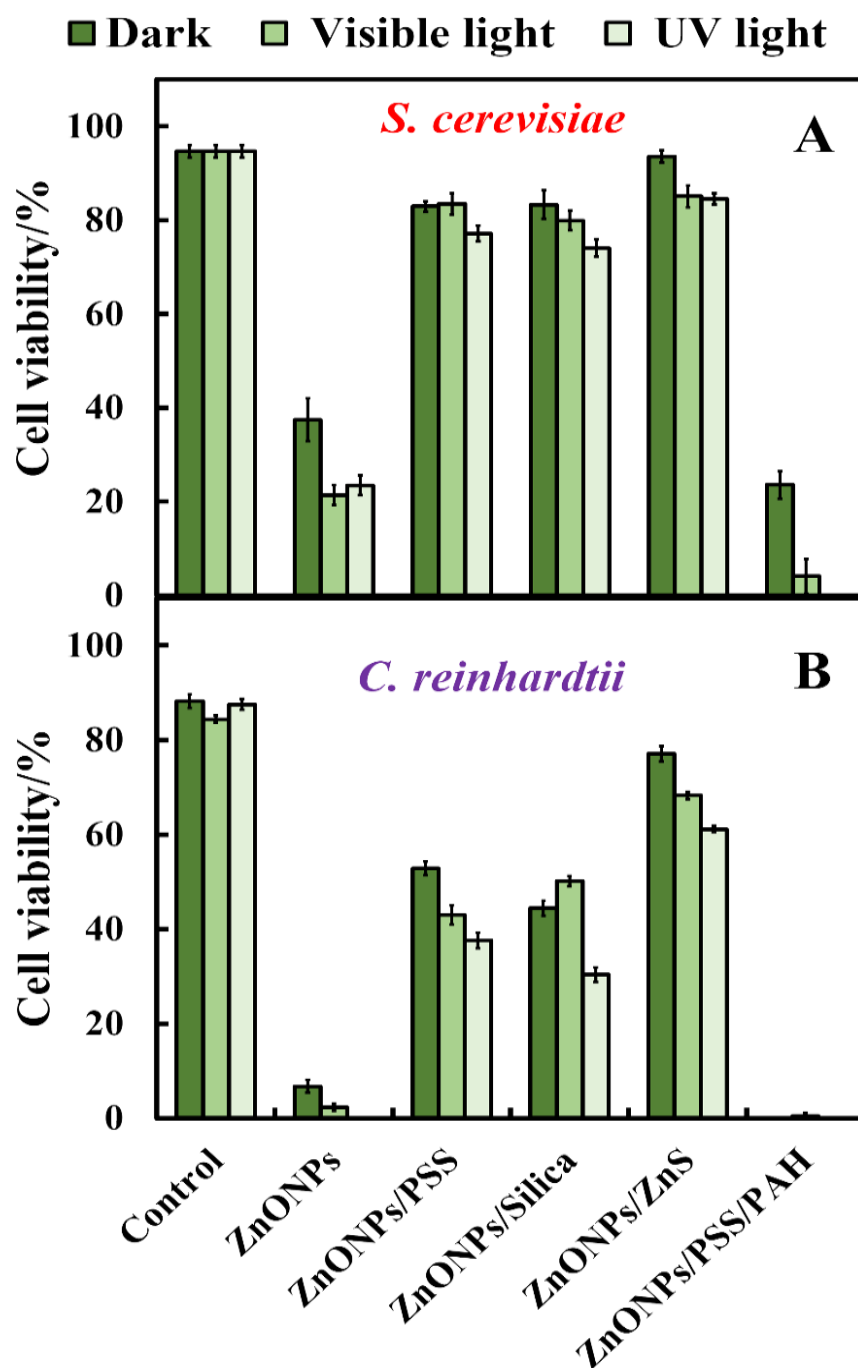 Dark Visible light UV light
S. cerevisiae A
100
80
60
40
20
0
Cell viability/%
C. reinhardtii B
100
80
60
40
20
0
Cell viability/%
Control
ZnONPs
ZnONPs/PSS
ZnONPs/Silica
ZnONPs/ZnS
ZnONPs/PSS/PAH